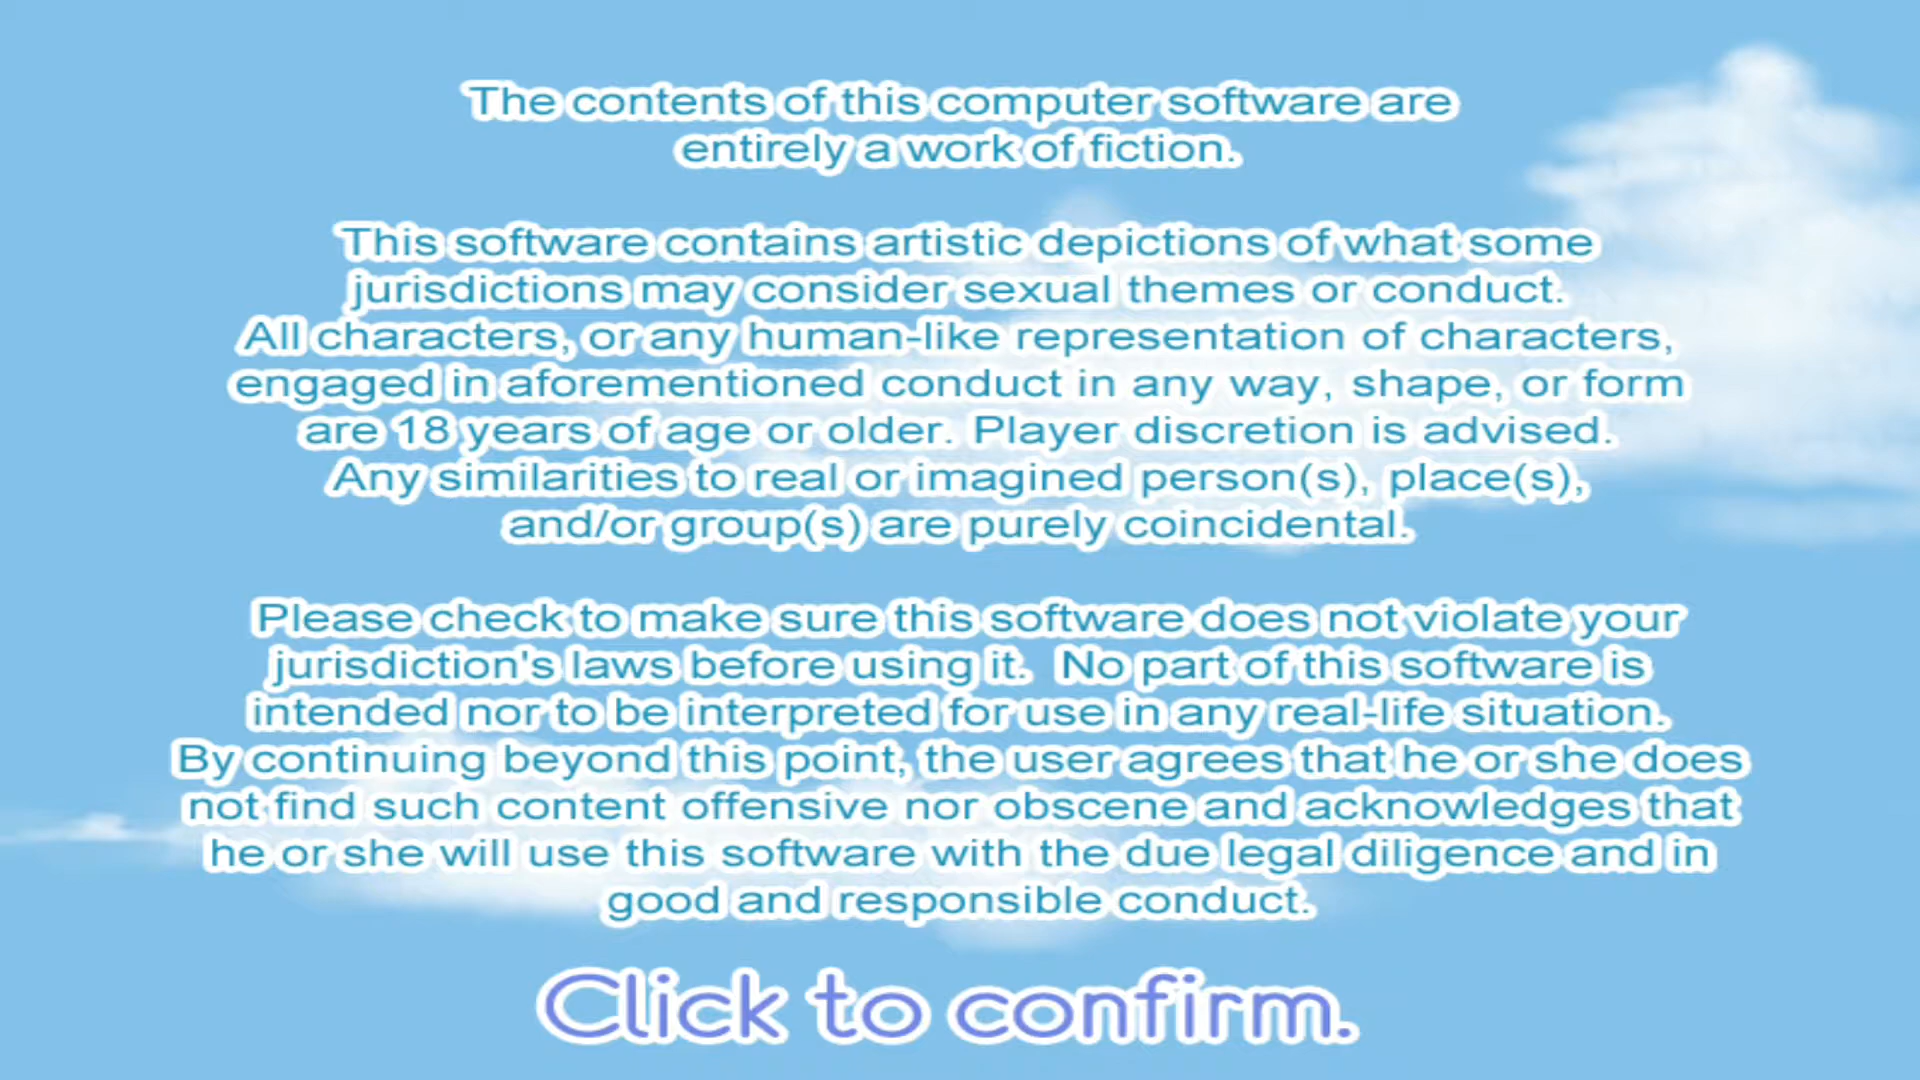 The contents of this computer software are
entirely a work of fiction.
This software contains artistic depictions of what some
jurisdictions may consider sexual themes or conduct.
All characters, or any human-like representation of characters,
engaged in aforementioned conduct in any way, shape, or form
are 18 years of age or older. Player discretion is advised.
Any similarities to real or imagined person(s), place(s),
and/or group(s) are purely coincidental.
Please check to make sure this software does not violate your
jurisdiction's laws before using it. No part of this software is
intended nor to be interpreted for use in any real-life situation.
By continuing beyond this point, the user agrees that he or she does
not find such content offensive nor obscene and acknowledges that
he or she will use this software with the due legal diligence and in
good and responsible conduct.
Click to confirm.